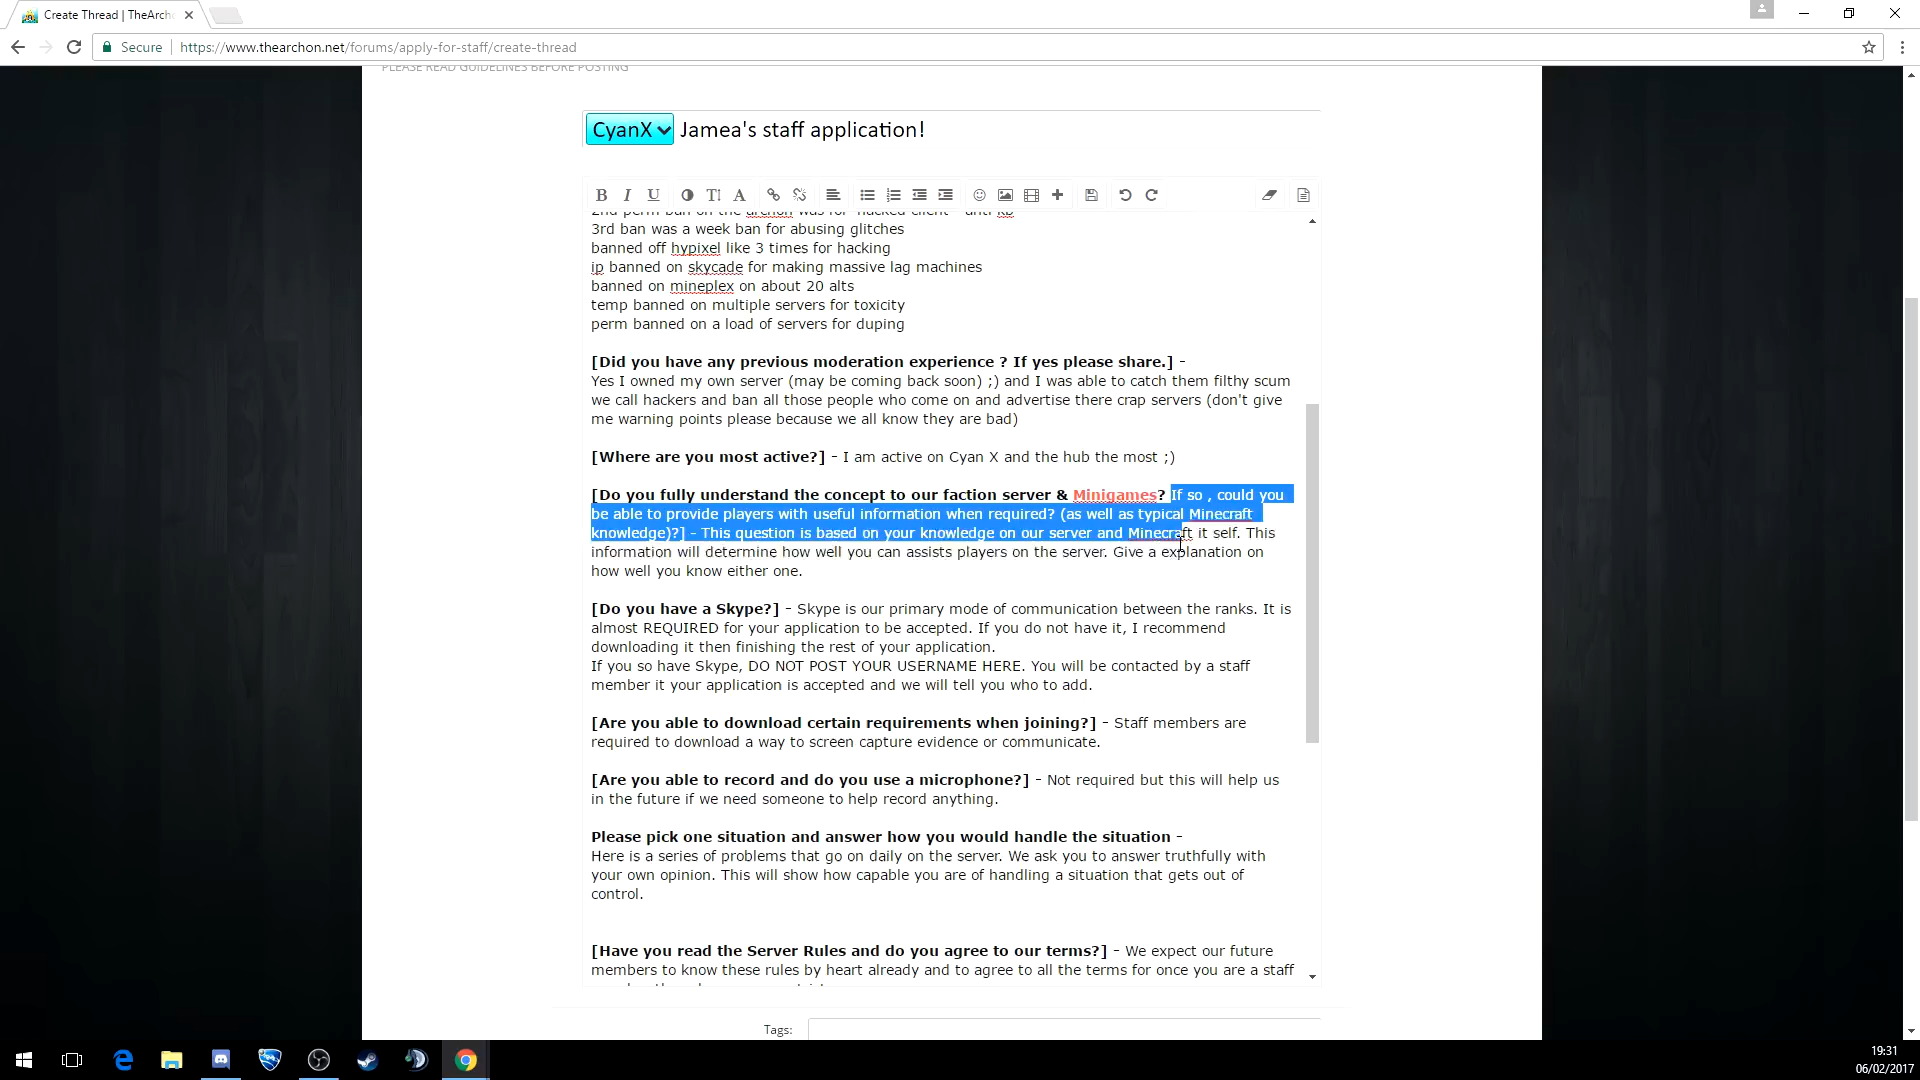 Create Thread | TheArch
Secure
https://www.thearchon.net/forums/apply-for-staff/create-thread
PLEASE READ GUIDELINES BEFORE POSTING
CyanX Jamea's staff application!
2nd perm ban on the archon was for "hacked client - anti kb"
3rd ban was a week ban for abusing glitches
banned off hypixel like 3 times for hacking
ip banned on skycade for making massive lag machines
banned on mineplex on about 20 alts
temp banned on multiple servers for toxicity
perm banned on a load of servers for duping
[Did you have any previous moderation experience ? If yes please share.] -
Yes I owned my own server (may be coming back soon) ;) and I was able to catch them filthy scum
we call hackers and ban all those people who come on and advertise there crap servers (don't give
me warning points please because we all know they are bad)
[Where are you most active?] - I am active on Cyan X and the hub the most ;)
[Do you fully understand the concept to our faction server & Minigames? If so , could you
be able to provide players with useful information when required? (as well as typical Minecraft
knowledge)?] - This question is based on your knowledge on our server and Minecraft it self. This
information will determine how well you can assists players on the server. Give a explanation on
how well you know either one.
[Do you have a Skype?] - Skype is our primary mode of communication between the ranks. It is
almost REQUIRED for your application to be accepted. If you do not have it, I recommend
downloading it then finishing the rest of your application.
If you so have Skype, DO NOT POST YOUR USERNAME HERE. You will be contacted by a staff
member it your application is accepted and we will tell you who to add.
[Are you able to download certain requirements when joining?] - Staff members are
required to download a way to screen capture evidence or communicate.
[Are you able to record and do you use a microphone?] - Not required but this will help us
in the future if we need someone to help record anything.
Please pick one situation and answer how you would handle the situation -
Here is a series of problems that go on daily on the server. We ask you to answer truthfully with
your own opinion. This will show how capable you are of handling a situation that gets out of
control.
[Have you read the Server Rules and do you agree to our terms?] - We expect our future
members to know these rules by heart already and to agree to all the terms for once you are a staff
Tags:
19:31
06/02/2017